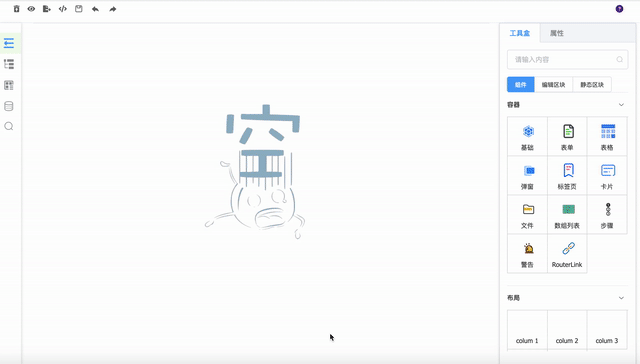 工具盒 属性
请输入内容
组件 编辑区块 静态区块
容器
基础 表单 表格
弹窗 标签页 卡片
文件 数组列表 步骤
警告 RouterLink
布局
colum 1 colum 2 colum 3
空